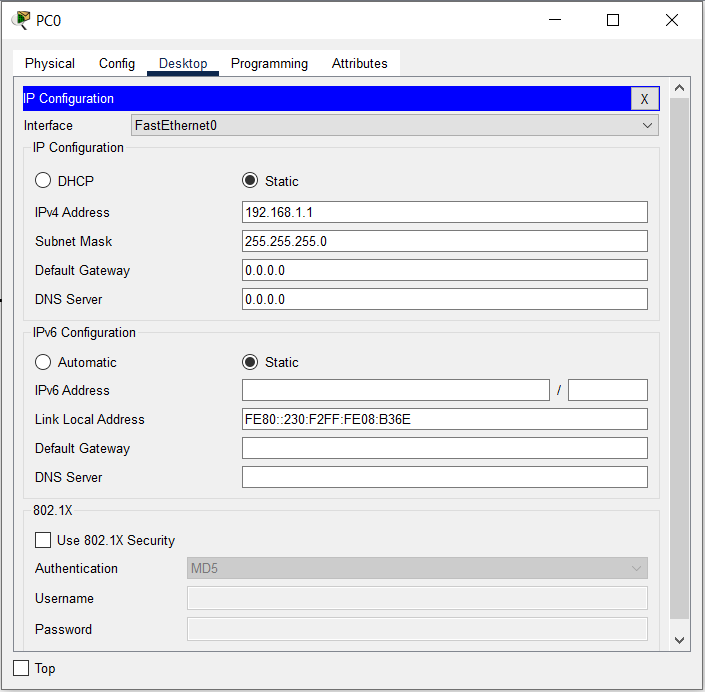 PC0
Physical Config Desktop Programming Attributes
IP Configuration X
Interface FastEthernet0
IP Configuration
DHCP Static
IPv4 Address 192.168.1.1
Subnet Mask 255.255.255.0
Default Gateway 0.0.0.0
DNS Server 0.0.0.0
IPv6 Configuration
Automatic Static
IPv6 Address /
Link Local Address FE80::230:F2FF:FE08:B36E
Default Gateway
DNS Server
802.1X
Use 802.1X Security
Authentication MD5
Username
Password
Top